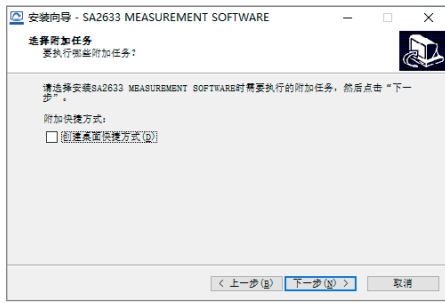 安装向导 - SA2633 MEASUREMENT SOFTWARE
选择附加任务
要执行哪些附加任务?
请选择安装SA2633 MEASUREMENT SOFTWARE时需要执行的附加任务，然后点击“下一
步”。
附加快捷方式:
创建桌面快捷方式(D)
< 上一步(B) 下一步(N) > 取消